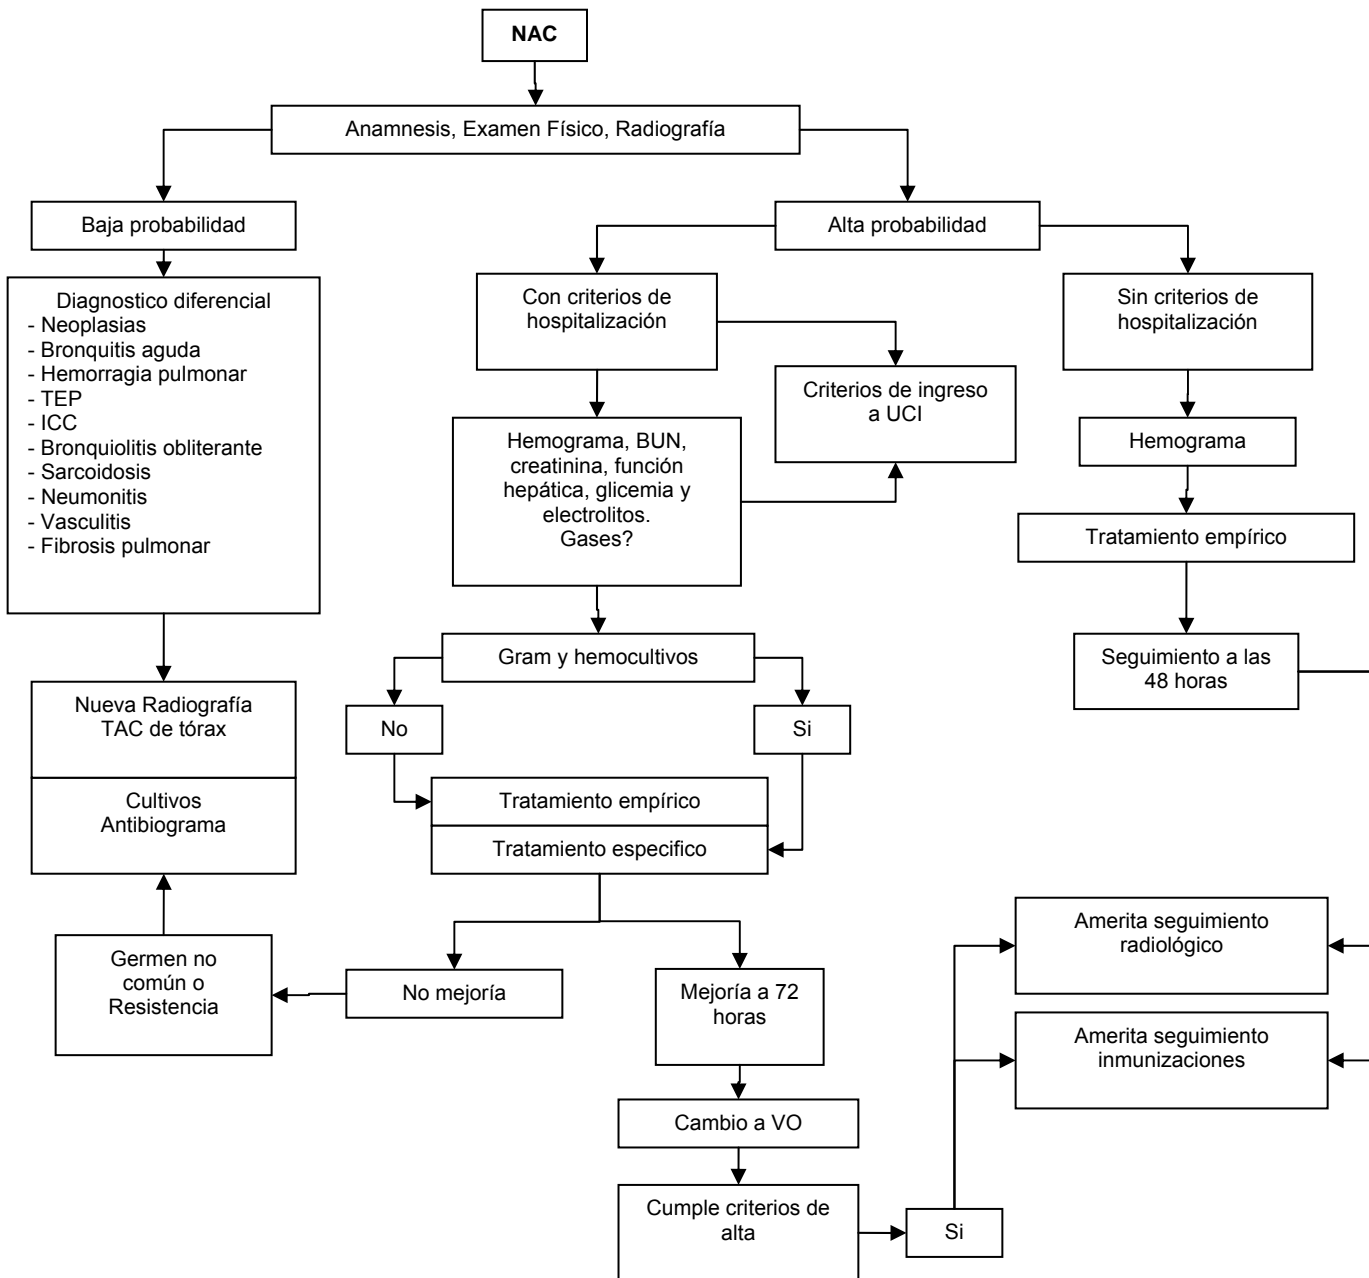 NAC
Anamnesis, Examen Físico, Radiografía
Baja probabilidad
Alta probabilidad
Diagnostico diferencial
- Neoplasias
- Bronquitis aguda
- Hemorragia pulmonar
- TEP
- ICC
- Bronquiolitis obliterante
- Sarcoidosis
- Neumonitis
- Vasculitis
- Fibrosis pulmonar
Con criterios de
hospitalización
Sin criterios de
hospitalización
Criterios de ingreso
a UCI
Hemograma, BUN,
creatinina, función
hepática, glicemia y
electrolitos.
Gases?
Hemograma
Tratamiento empírico
Seguimiento a las
48 horas
Gram y hemocultivos
No
Si
Nueva Radiografía
TAC de tórax
Cultivos
Antibiograma
Tratamiento empírico
Tratamiento especifico
Germen no
común o
Resistencia
No mejoría
Mejoría a 72
horas
Amerita seguimiento
radiológico
Amerita seguimiento
inmunizaciones
Cambio a VO
Cumple criterios de
alta
Si